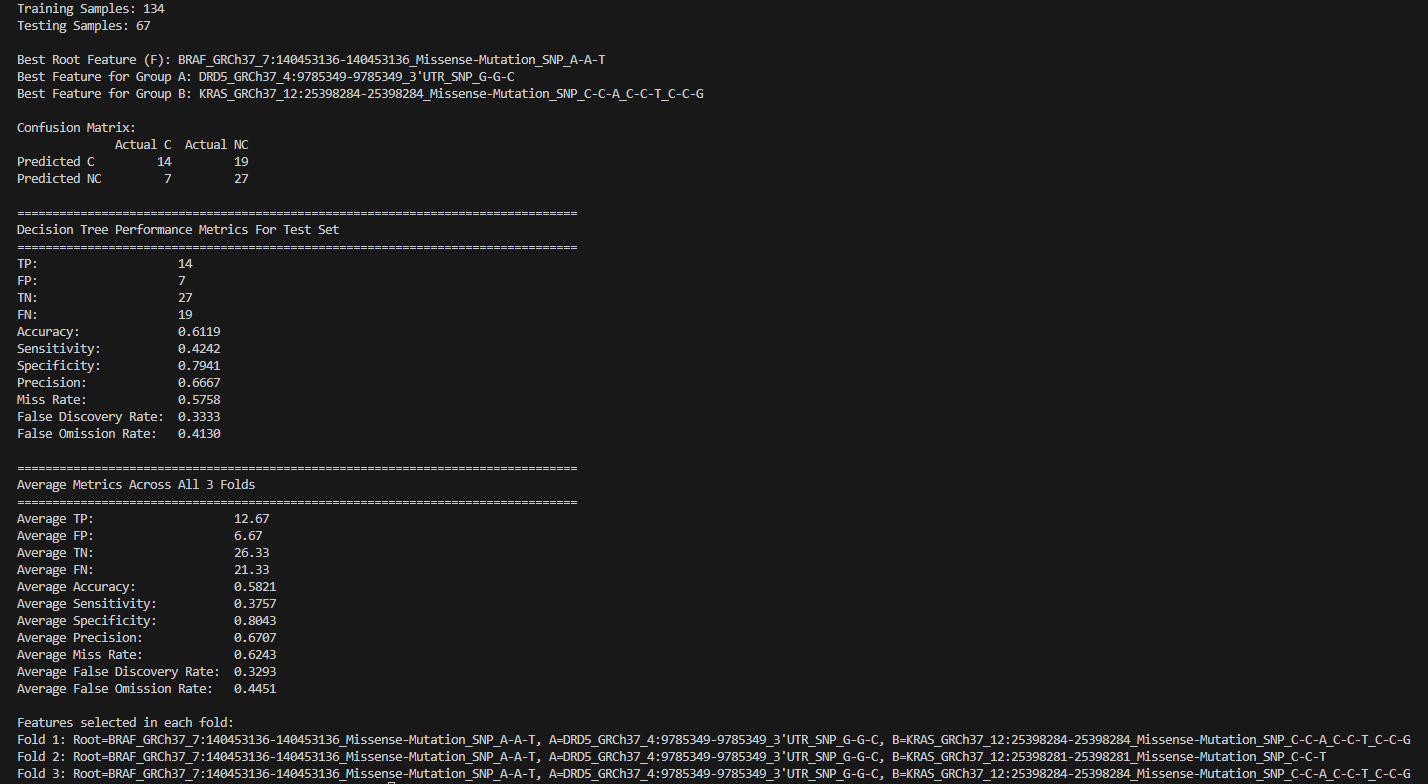 Training Samples: 134
Testing Samples: 67
Best Root Feature (F): BRAF_GRCh37_7:140453136-140453136_Missense-Mutation_SNP_A-A-T
Best Feature for Group A: DRD5_GRCh37_4:9785349-9785349_3'UTR_SNP_G-G-C
Best Feature for Group B: KRAS_GRCh37_12:25398284-25398284_Missense-Mutation_SNP_C-C-A_C-C-T_C-C-G
Confusion Matrix:
Actual C Actual NC
Predicted C 14 19
Predicted NC 7 27
================================================================================
Decision Tree Performance Metrics For Test Set
================================================================================
TP: 14
FP: 7
TN: 27
FN: 19
Accuracy: 0.6119
Sensitivity: 0.4242
Specificity: 0.7941
Precision: 0.6667
Miss Rate: 0.5758
False Discovery Rate: 0.3333
False Omission Rate: 0.4130
================================================================================
Average Metrics Across All 3 Folds
================================================================================
Average TP: 12.67
Average FP: 6.67
Average TN: 26.33
Average FN: 21.33
Average Accuracy: 0.5821
Average Sensitivity: 0.3757
Average Specificity: 0.8043
Average Precision: 0.6707
Average Miss Rate: 0.6243
Average False Discovery Rate: 0.3293
Average False Omission Rate: 0.4451
Features selected in each fold:
Fold 1: Root=BRAF_GRCh37_7:140453136-140453136_Missense-Mutation_SNP_A-A-T, A=DRD5_GRCh37_4:9785349-9785349_3'UTR_SNP_G-G-C, B=KRAS_GRCh37_12:25398284-25398284_Missense-Mutation_SNP_C-C-A_C-C-T_C-C-G
Fold 2: Root=BRAF_GRCh37_7:140453136-140453136_Missense-Mutation_SNP_A-A-T, A=DRD5_GRCh37_4:9785349-9785349_3'UTR_SNP_G-G-C, B=KRAS_GRCh37_12:25398281-25398281_Missense-Mutation_SNP_C-C-T
Fold 3: Root=BRAF_GRCh37_7:140453136-140453136_Missense-Mutation_SNP_A-A-T, A=DRD5_GRCh37_4:9785349-9785349_3'UTR_SNP_G-G-C, B=KRAS_GRCh37_12:25398284-25398284_Missense-Mutation_SNP_C-C-A_C-C-T_C-C-G